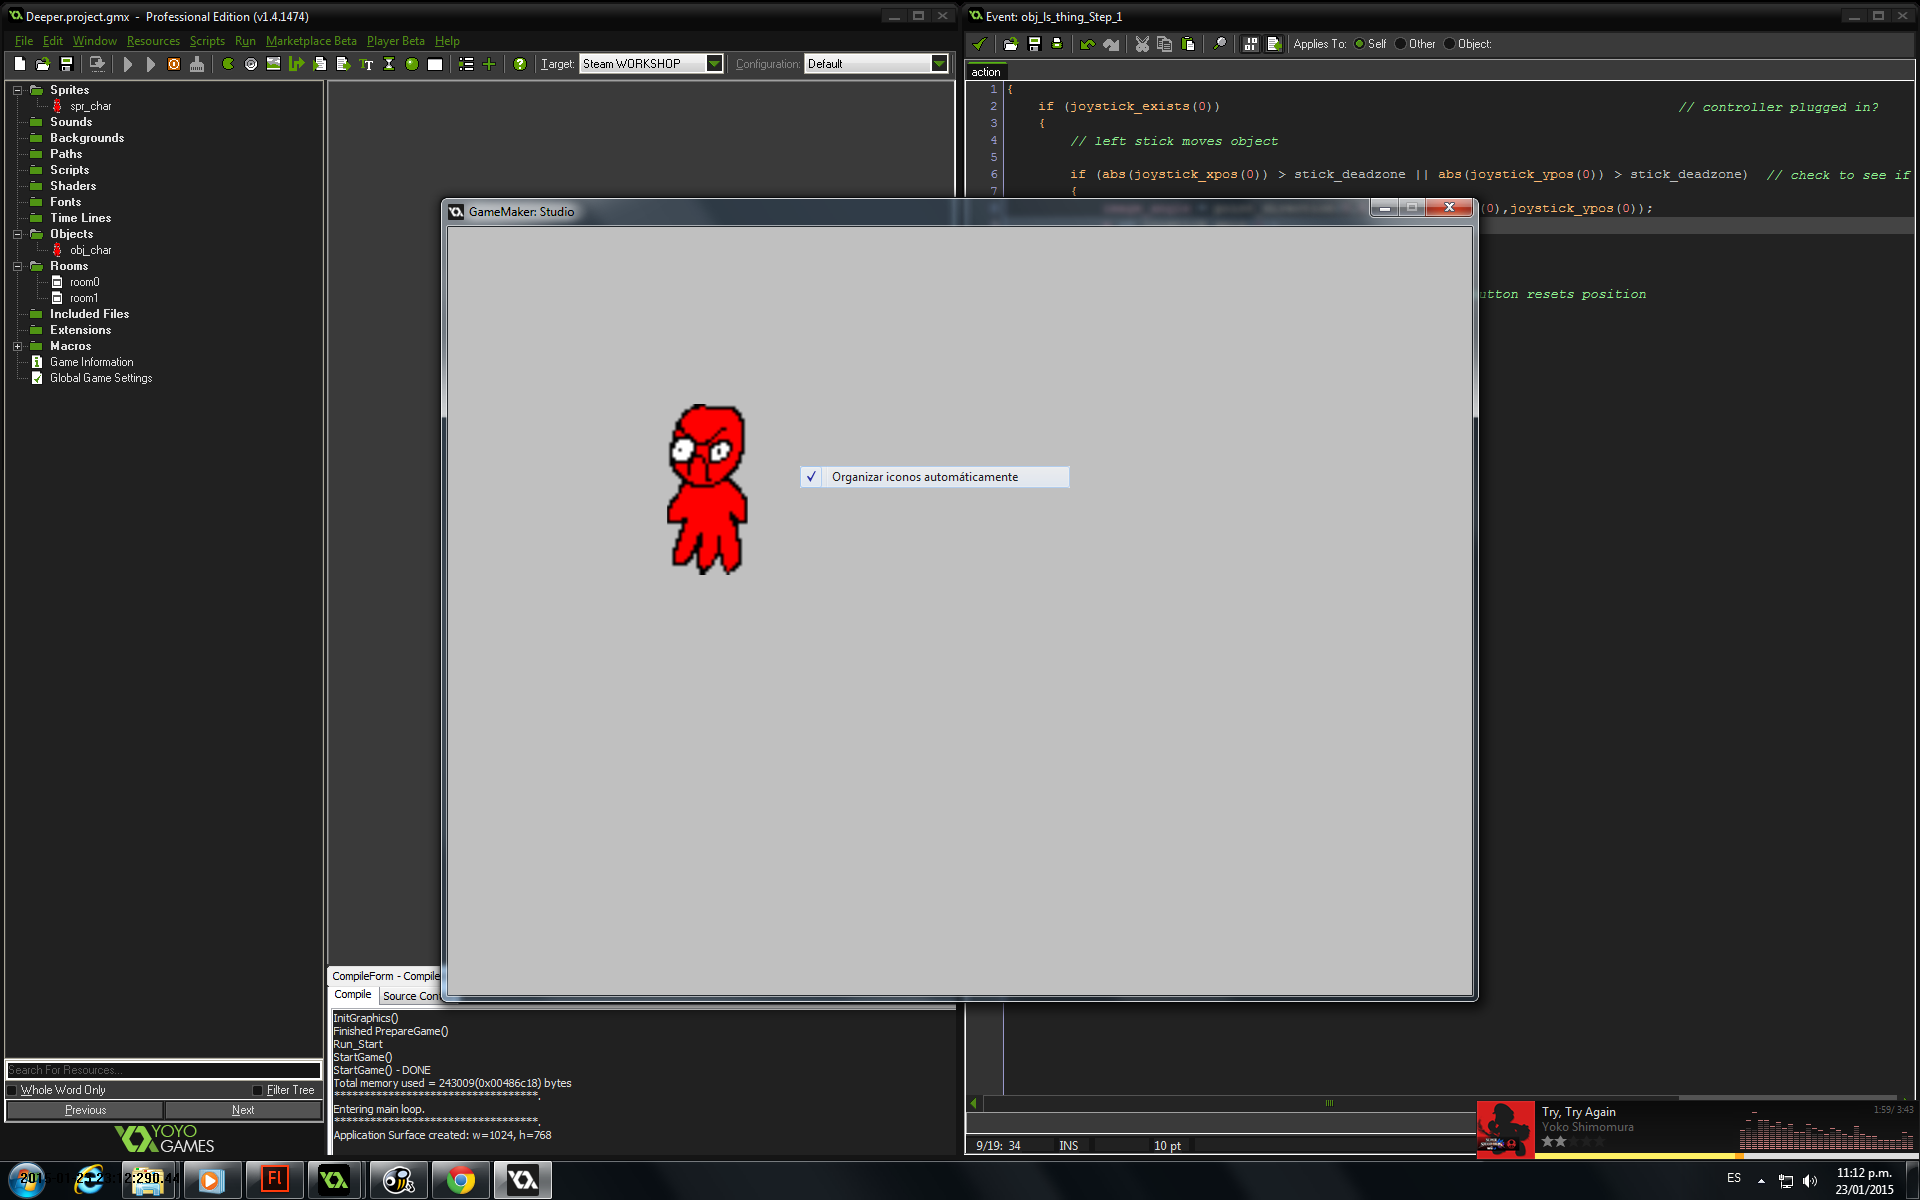 Deeper.project.gmx - Professional Edition (v1.4.1474)
File Edit Window Resources Scripts Run Marketplace Beta Player Beta Help
Target: Steam WORKSHOP Configuration: Default
Sprites
spr_char
Sounds
Backgrounds
Paths
Scripts
Shaders
Fonts
Time Lines
Objects
obj_char
Rooms
room0
room1
Included Files
Extensions
Macros
Game Information
Global Game Settings
Search For Resources...
Whole Word Only Filter Tree
Previous Next
YOYO
GAMES
Event: obj_ls_thing_Step_1
Applies To: Self Other Object:
action
1 {
2 if (joystick_exists(0)) // controller plugged in?
3 {
4 // left stick moves object
5
6 if (abs(joystick_xpos(0)) > stick_deadzone || abs(joystick_ypos(0)) > stick_deadzone) // check to see if
7 {
(0),joystick_ypos(0));
utton resets position
GameMaker: Studio
✓ Organizar iconos automáticamente
CompileForm - Compile
Compile Source Con
InitGraphics()
Finished PrepareGame()
Run_Start
StartGame()
StartGame() - DONE
Total memory used = 243009(0x00486c18) bytes
**************************************.
Entering main loop.
**************************************.
Application Surface created: w=1024, h=768
9/19: 34 INS 10 pt
Try, Try Again 1:59/ 3:43
Yoko Shimomura
Fl
ES
11:12 p.m.
23/01/2015